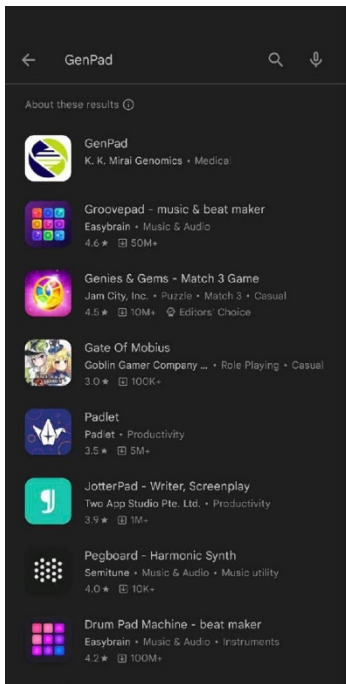 GenPad
About these results
GenPad
K. K. Mirai Genomics • Medical
Groovepad - music & beat maker
Easybrain • Music & Audio
4.6★ 50M+
Genies & Gems - Match 3 Game
Jam City, Inc. • Puzzle • Match 3 • Casual
4.5★ 10M+ Editors' Choice
Gate Of Mobius
Goblin Gamer Company ... • Role Playing • Casual
3.0★ 100K+
Padlet
Padlet • Productivity
3.5★ 5M+
JotterPad - Writer, Screenplay
Two App Studio Pte. Ltd. • Productivity
3.9★ 1M+
Pegboard - Harmonic Synth
Semitune • Music & Audio • Music utility
4.0★ 10K+
Drum Pad Machine - beat maker
Easybrain • Music & Audio • Instruments
4.2★ 100M+